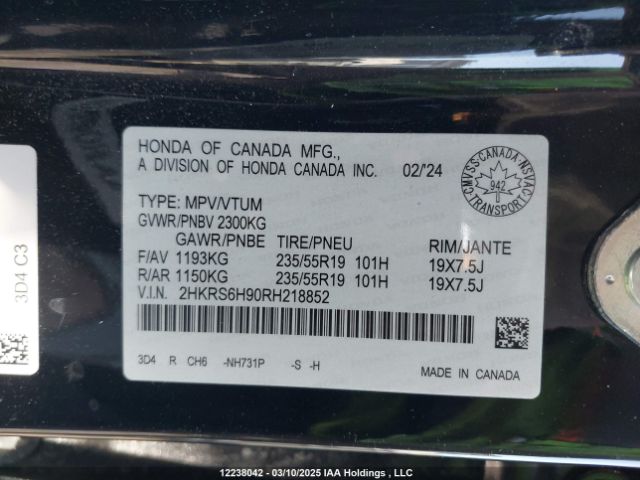 HONDA OF CANADA MFG.,
A DIVISION OF HONDA CANADA INC. 02/'24
CMVSS-CANADA-NSVAC
942
TRANSPORT
TYPE: MPV/VTUM
GVWR/PNBV 2300KG
GAWR/PNBE TIRE/PNEU RIM/JANTE
F/AV 1193KG 235/55R19 101H 19X7.5J
R/AR 1150KG 235/55R19 101H 19X7.5J
V.I.N. 2HKRS6H90RH218852
3D4 R CH6 -NH731P -S -H
MADE IN CANADA
3D4 C3
12238042 - 03/10/2025 IAA Holdings , LLC